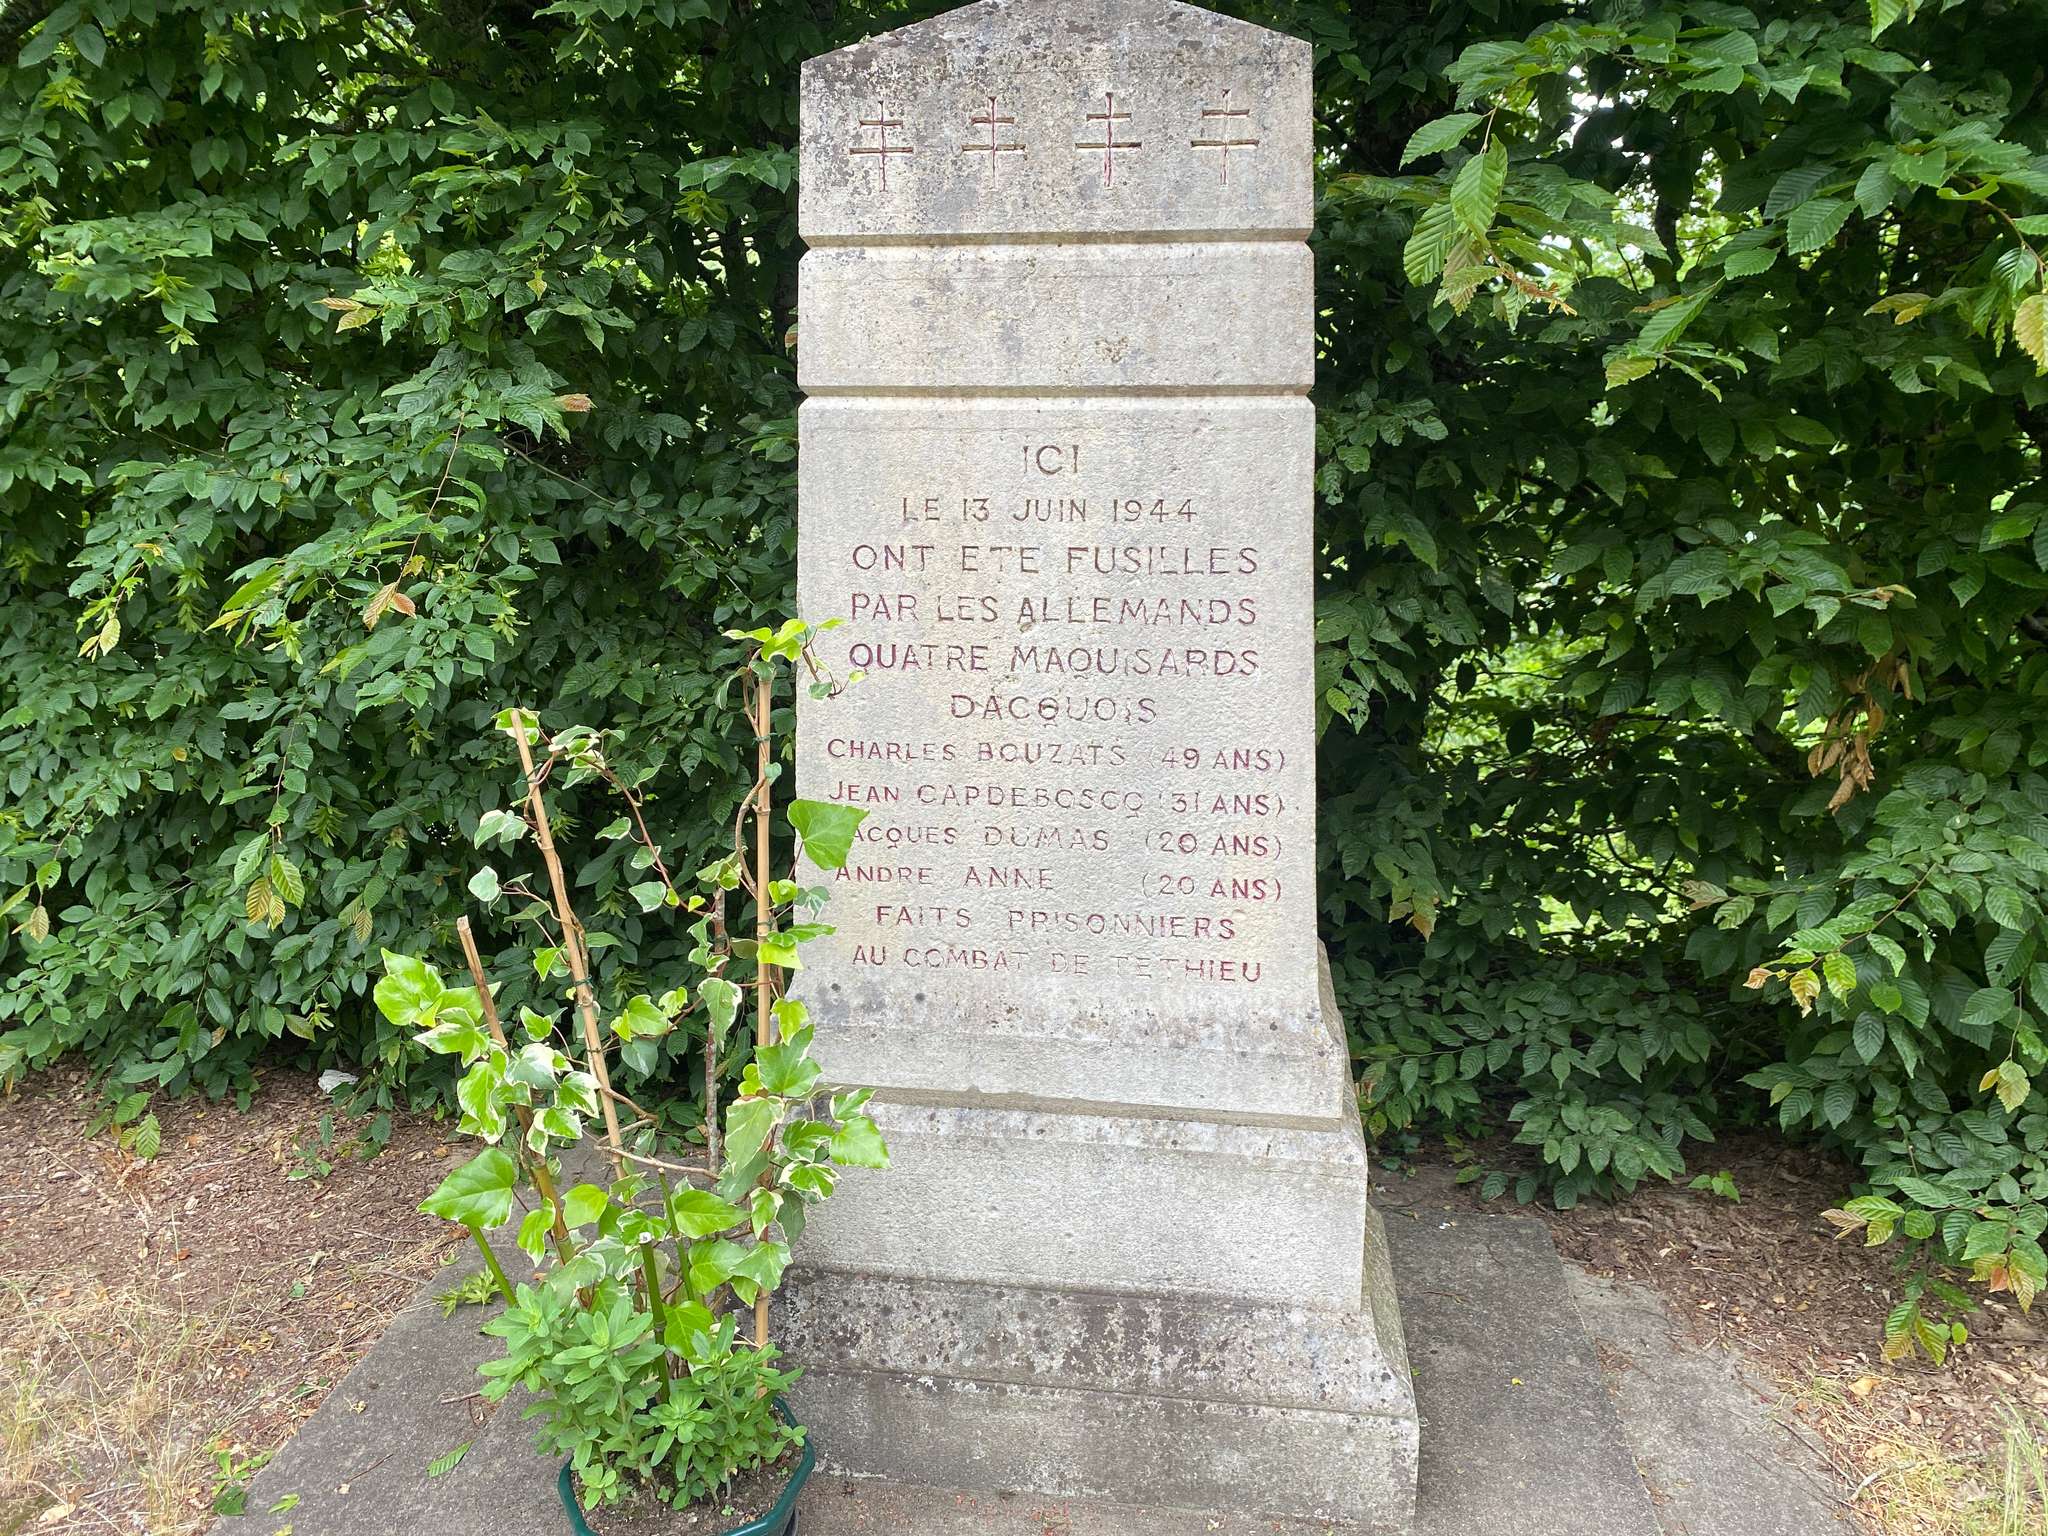 ICI
LE 13 JUIN 1944
ONT ETE FUSILLES
PAR LES ALLEMANDS
QUATRE MAQUISARDS
DACQUOIS
CHARLES BOUZATS (49 ANS)
JEAN CAPDEBOSCQ (31 ANS)
JACQUES DUMAS (20 ANS)
ANDRE ANNE (20 ANS)
FAITS PRISONNIERS
AU COMBAT DE TETHIEU